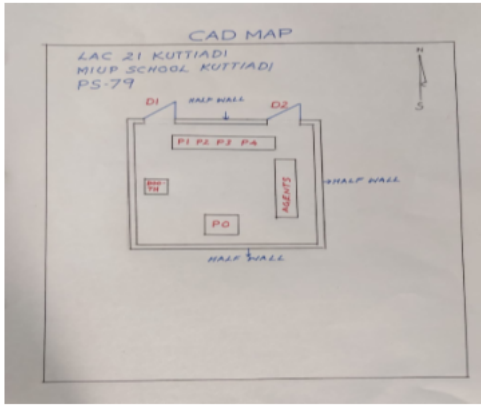 CAD MAP
LAC 21 KUTTIADI
MIUP SCHOOL KUTTIADI
PS-79
N
S
D1
HALF WALL
D2
P1 P2 P3 P4
HALF WALL
AGENTS
PO
HALF WALL